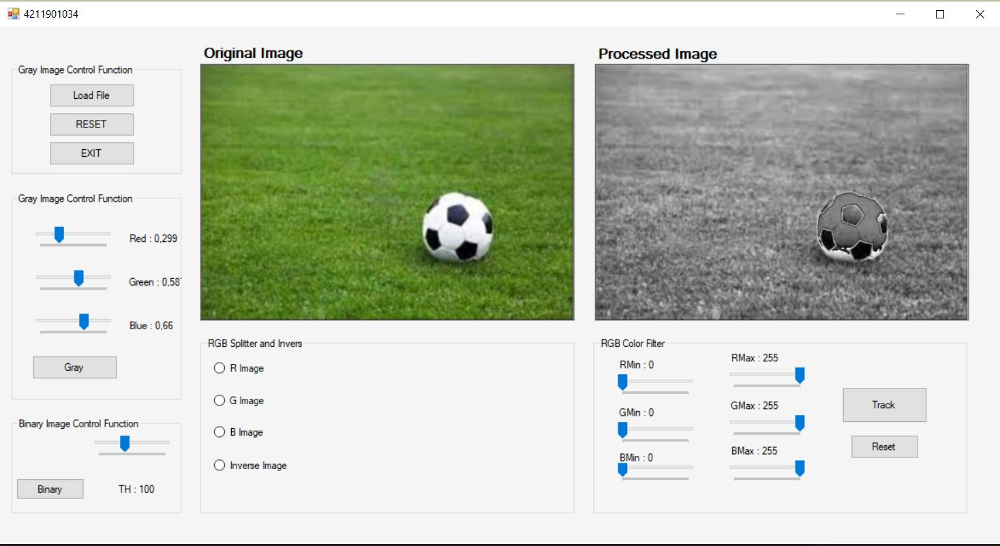 4211901034
Original Image
Processed Image
Gray Image Control Function
Load File
RESET
EXIT
Gray Image Control Function
Red : 0,299
Green : 0,587
Blue : 0,66
Gray
Binary Image Control Function
Binary
TH : 100
RGB Splitter and Invers
R Image
G Image
B Image
Inverse Image
RGB Color Filter
RMin : 0
RMax : 255
GMin : 0
GMax : 255
BMin : 0
BMax : 255
Track
Reset